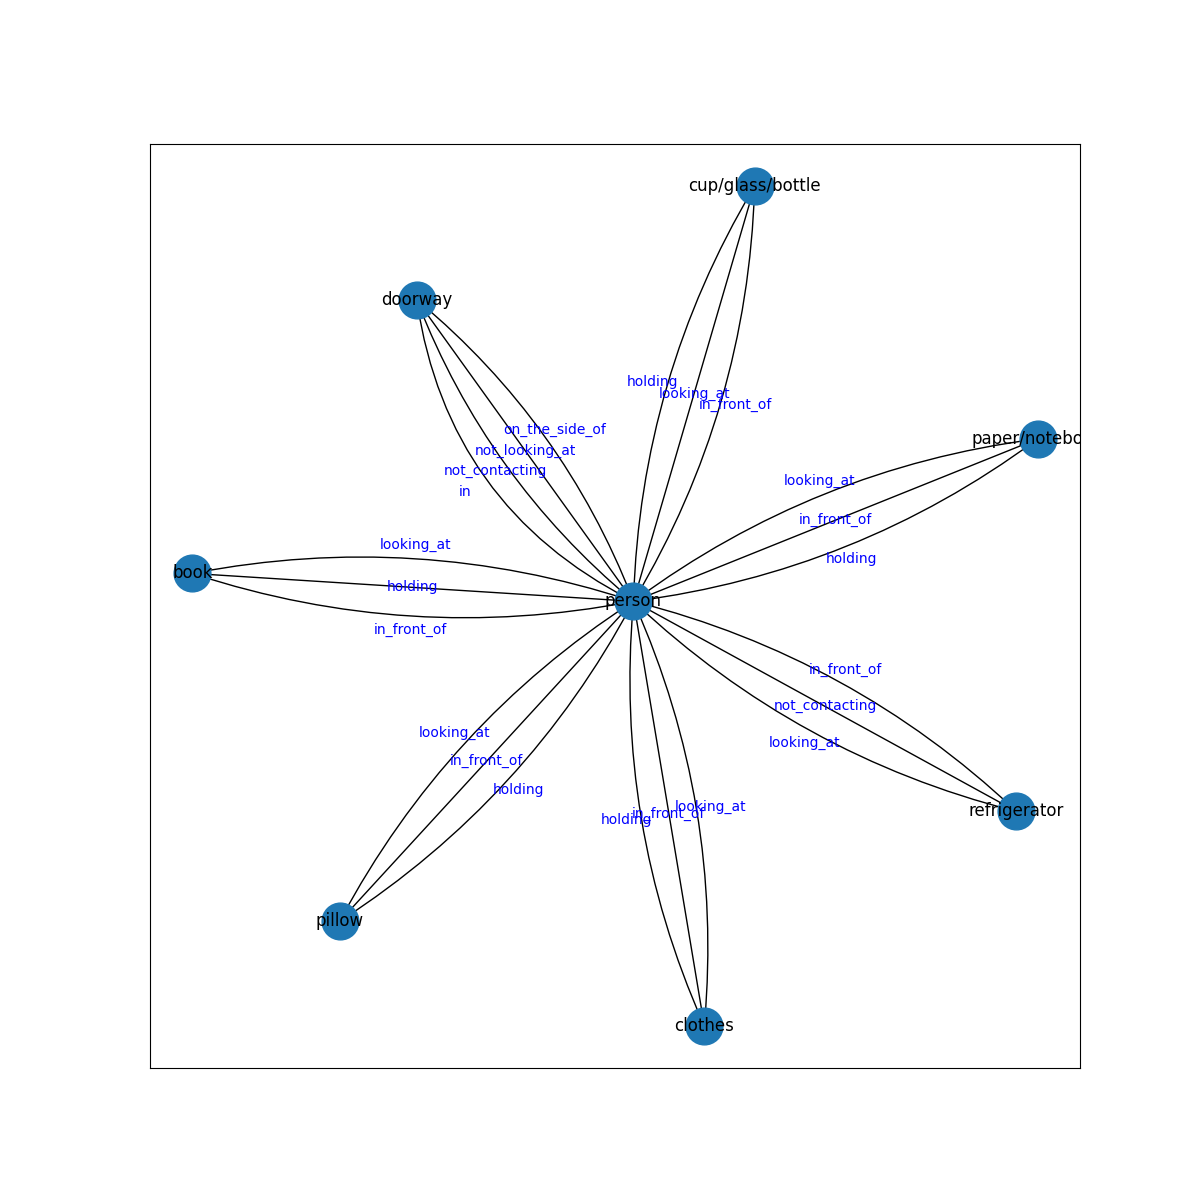 cup/glass/bottle
doorway
holding
looking_at
in_front_of
on_the_side_of
not_looking_at
not_contacting
in
paper/notebo
looking_at
in_front_of
holding
looking_at
book
holding
in_front_of
person
in_front_of
not_contacting
looking_at
looking_at
in_front_of
holding
looking_at
in_front_of
holding
refrigerator
pillow
clothes